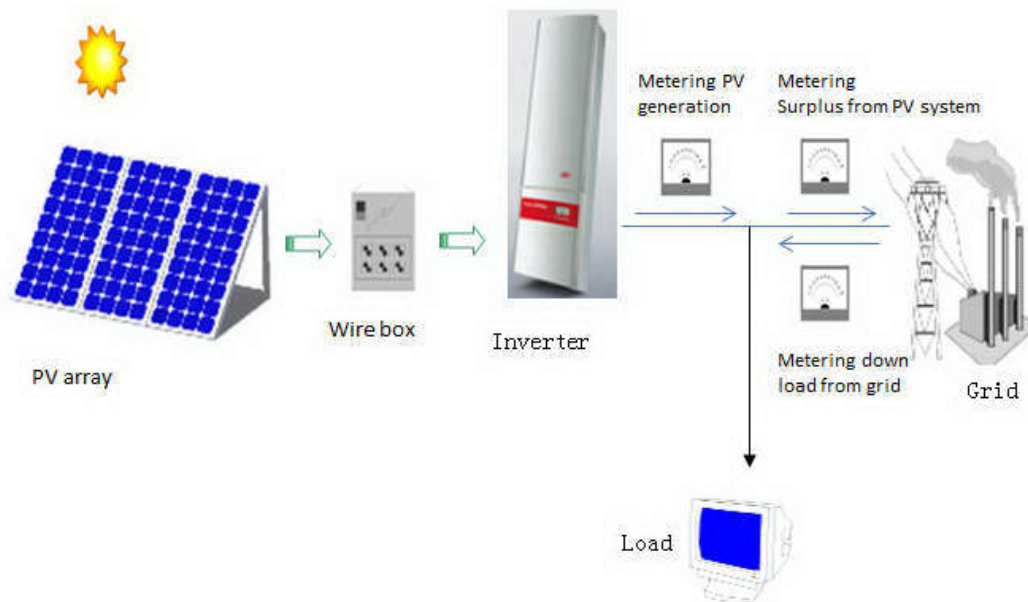 Metering PV
generation
Metering
Surplus from PV system
Wire box
Inverter
PV array
Metering down
load from grid
Grid
Load